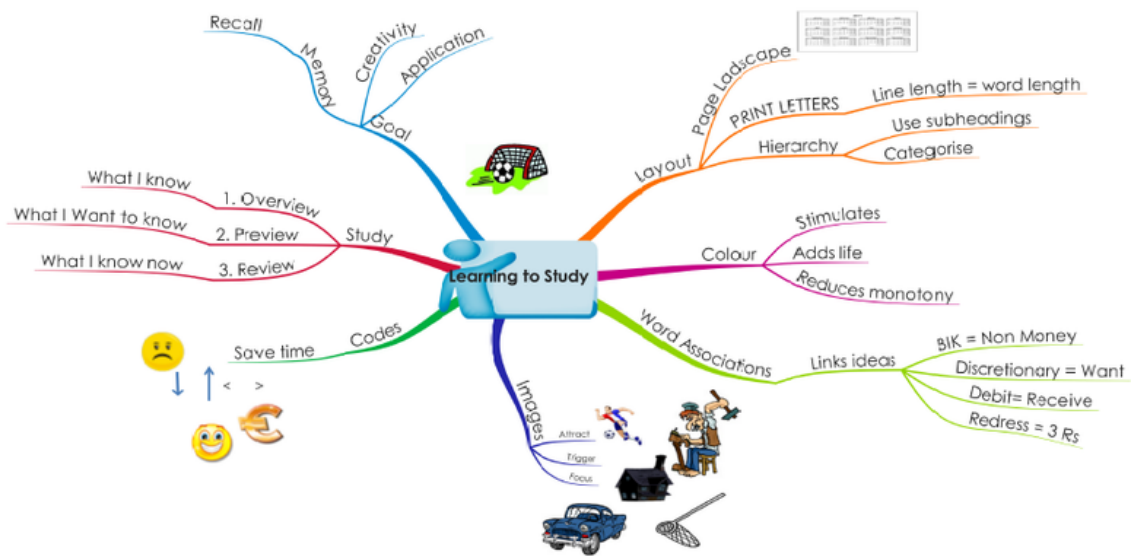 Learning to Study
Goal
Memory
Recall
Creativity
Application
Layout
Page Ladscape
PRINT LETTERS
Line length = word length
Hierarchy
Use subheadings
Categorise
Colour
Stimulates
Adds life
Reduces monotony
Word Associations
Links ideas
BIK = Non Money
Discretionary = Want
Debit= Receive
Redress = 3 Rs
Images
Attract
Trigger
Focus
Codes
Save time
< >
Study
1. Overview
What I know
2. Preview
What I Want to know
3. Review
What I know now